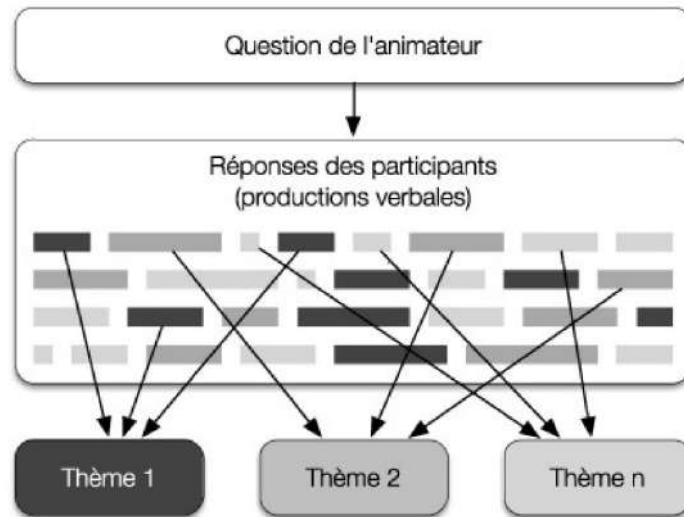 Question de l'animateur
Réponses des participants
(productions verbales)
Thème 1
Thème 2
Thème n